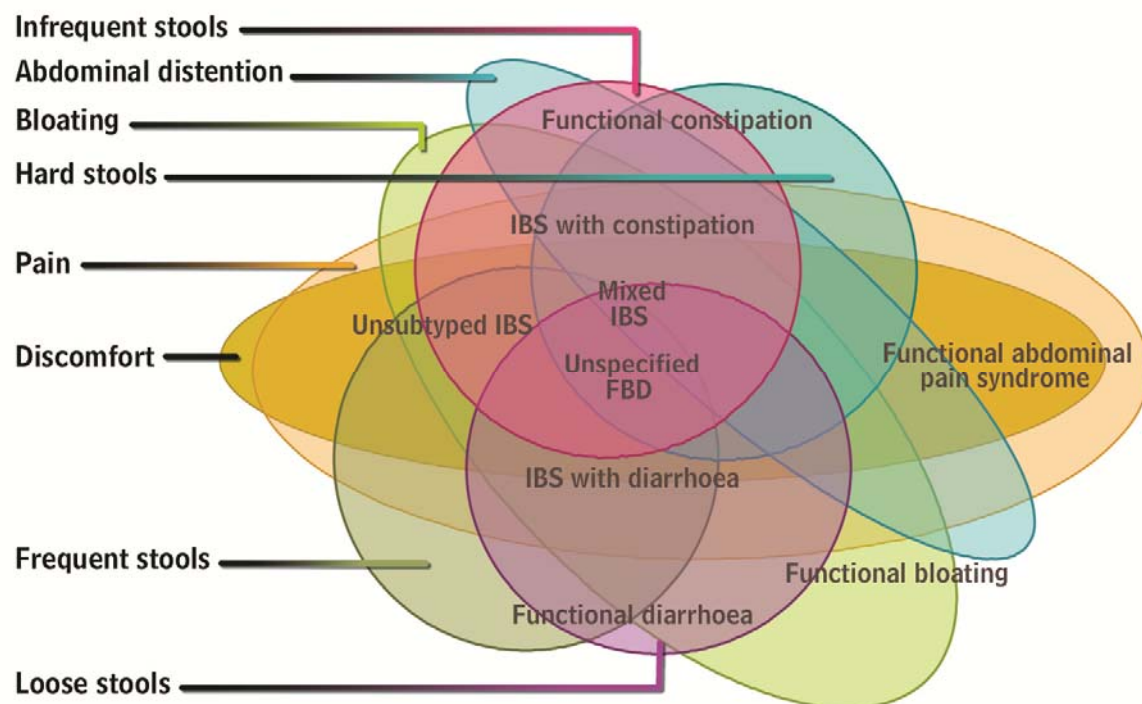 Infrequent stools
Abdominal distention
Bloating
Hard stools
Pain
Discomfort
Frequent stools
Loose stools
Functional constipation
IBS with constipation
Mixed
IBS
Unsubtyped IBS
Unspecified
FBD
Functional abdominal
pain syndrome
IBS with diarrhoea
Functional bloating
Functional diarrhoea